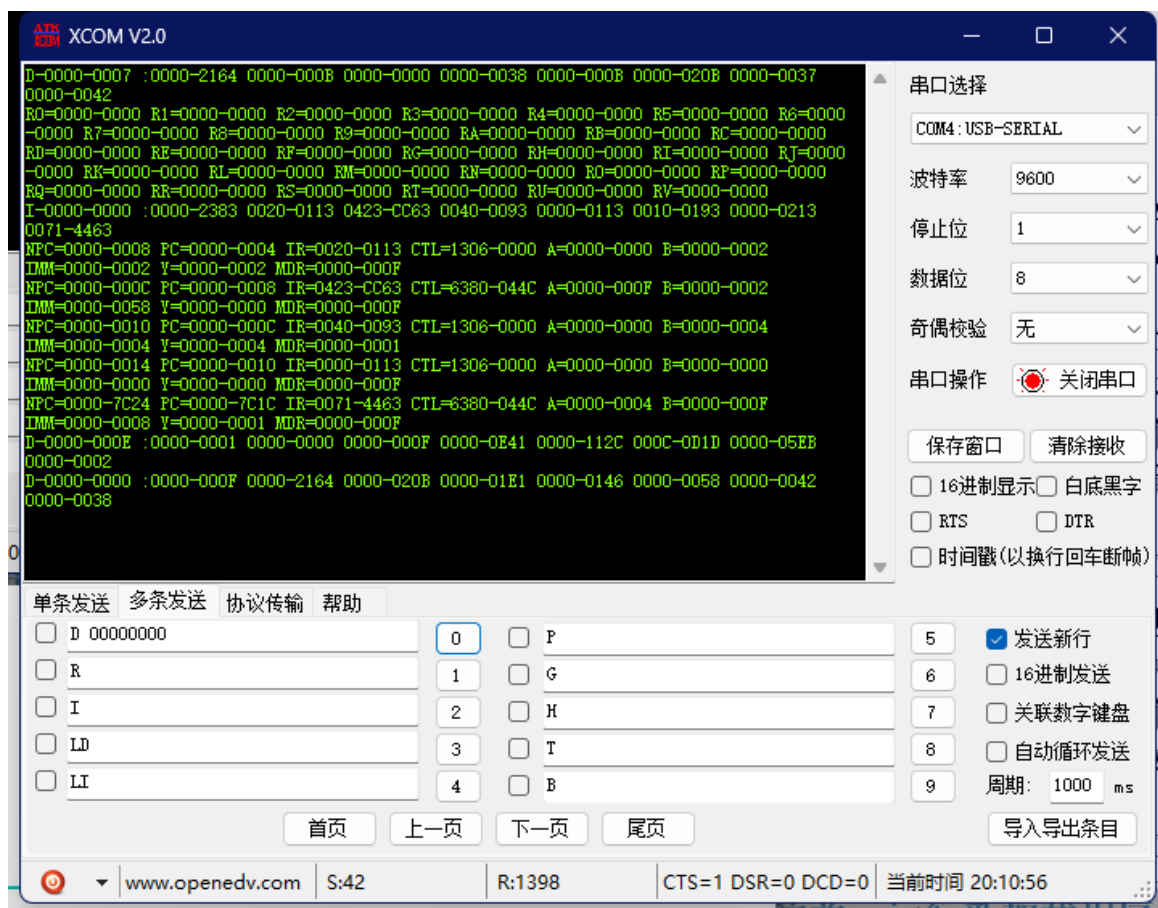 ATK XCOM XCOM V2.0
D-0000-0007 :0000-2164 0000-000B 0000-0000 0000-0038 0000-000B 0000-020B 0000-0037
0000-0042
R0=0000-0000 R1=0000-0000 R2=0000-0000 R3=0000-0000 R4=0000-0000 R5=0000-0000 R6=0000
-0000 R7=0000-0000 R8=0000-0000 R9=0000-0000 RA=0000-0000 RB=0000-0000 RC=0000-0000
RD=0000-0000 RE=0000-0000 RF=0000-0000 RG=0000-0000 RH=0000-0000 RI=0000-0000 RJ=0000
-0000 RK=0000-0000 RL=0000-0000 RM=0000-0000 RN=0000-0000 RO=0000-0000 RP=0000-0000
RQ=0000-0000 RR=0000-0000 RS=0000-0000 RT=0000-0000 RU=0000-0000 RV=0000-0000
I-0000-0000 :0000-2383 0020-0113 0423-CC63 0040-0093 0000-0113 0010-0193 0000-0213
0071-4463
NPC=0000-0008 PC=0000-0004 IR=0020-0113 CTL=1306-0000 A=0000-0000 B=0000-0002
IMM=0000-0002 Y=0000-0002 MDR=0000-000F
NPC=0000-000C PC=0000-0008 IR=0423-CC63 CTL=6380-044C A=0000-000F B=0000-0002
IMM=0000-0058 Y=0000-0000 MDR=0000-000F
NPC=0000-0010 PC=0000-000C IR=0040-0093 CTL=1306-0000 A=0000-0000 B=0000-0004
IMM=0000-0004 Y=0000-0004 MDR=0000-0001
NPC=0000-0014 PC=0000-0010 IR=0000-0113 CTL=1306-0000 A=0000-0000 B=0000-0000
IMM=0000-0000 Y=0000-0000 MDR=0000-000F
NPC=0000-7C24 PC=0000-7C1C IR=0071-4463 CTL=6380-044C A=0000-0004 B=0000-000F
IMM=0000-0008 Y=0000-0001 MDR=0000-000F
D-0000-000E :0000-0001 0000-0000 0000-000F 0000-0E41 0000-112C 000C-0D1D 0000-05EB
0000-0002
D-0000-0000 :0000-000F 0000-2164 0000-020B 0000-01E1 0000-0146 0000-0058 0000-0042
0000-0038
串口选择
COM4:USB-SERIAL
波特率 9600
停止位 1
数据位 8
奇偶校验 无
串口操作 关闭串口
保存窗口 清除接收
16进制显示 白底黑字
RTS DTR
时间戳(以换行回车断帧)
单条发送 多条发送 协议传输 帮助
D 00000000 0 P 5 发送新行
R 1 G 6 16进制发送
I 2 H 7 关联数字键盘
LD 3 T 8 自动循环发送
LI 4 B 9 周期: 1000 ms
首页 上一页 下一页 尾页 导入导出条目
www.openedv.com S:42 R:1398 CTS=1 DSR=0 DCD=0 当前时间 20:10:56